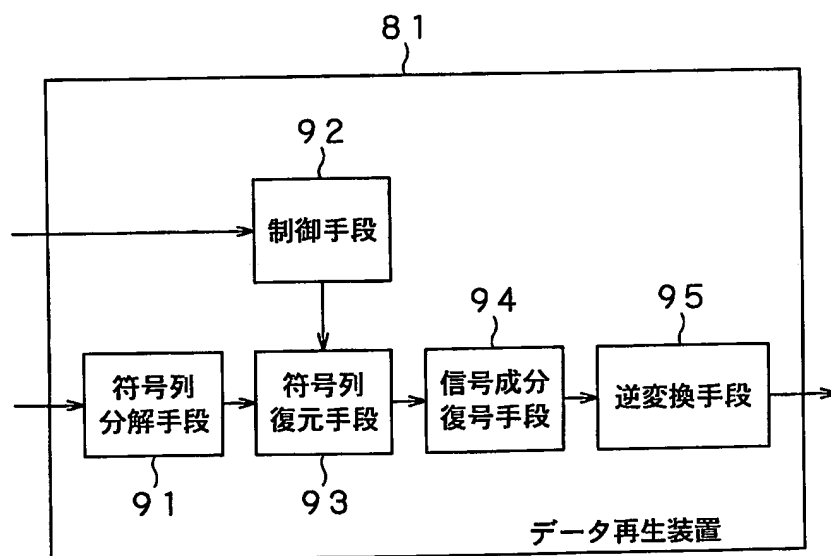 81
92
制御手段
94
95
符号列
分解手段
符号列
復元手段
信号成分
復号手段
逆変換手段
91
93
データ再生装置